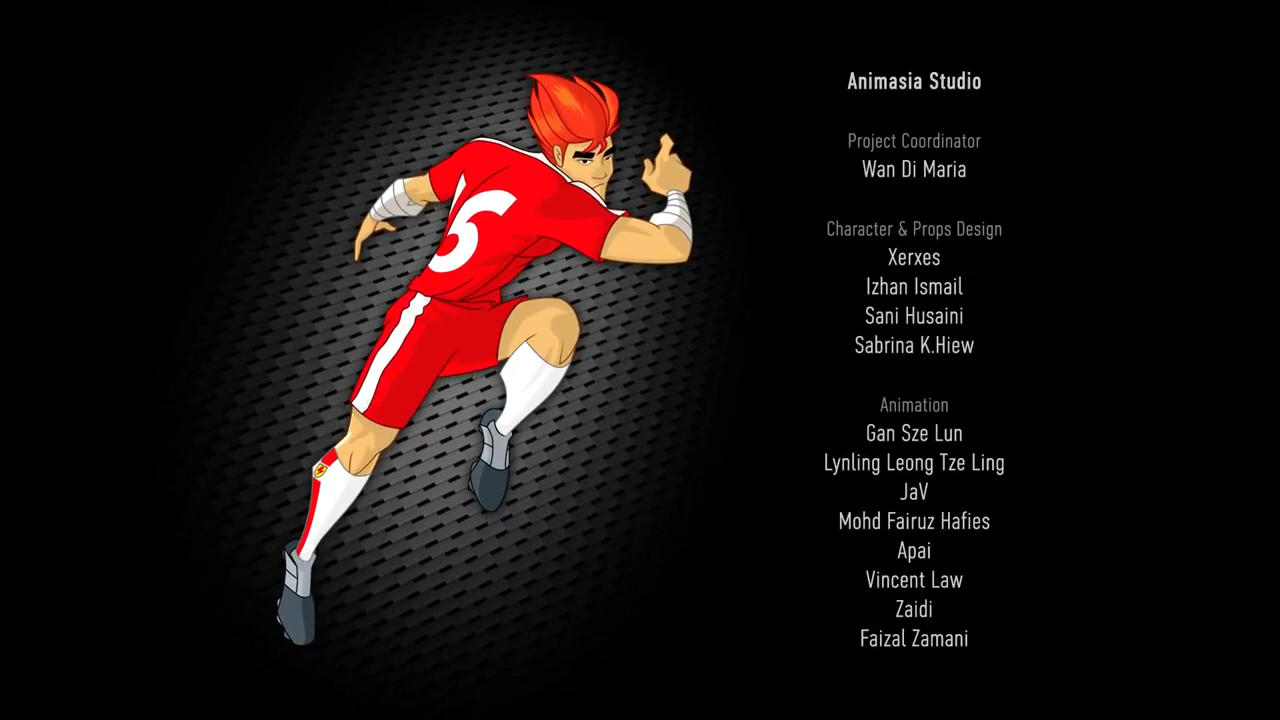 6
Animasia Studio
Project Coordinator
Wan Di Maria
Character & Props Design
Xerxes
Izhan Ismail
Sani Husaini
Sabrina K.Hiew
Animation
Gan Sze Lun
Lynling Leong Tze Ling
JaV
Mohd Fairuz Hafies
Apai
Vincent Law
Zaidi
Faizal Zamani